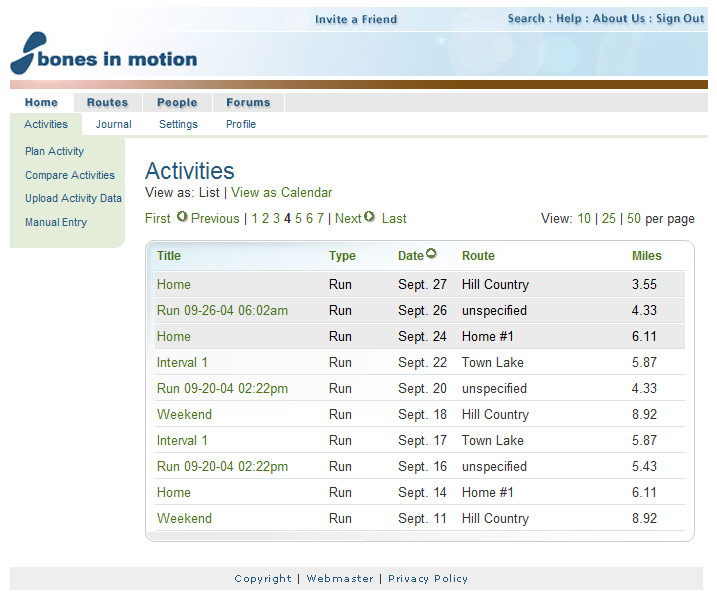 Invite a Friend
Search : Help : About Us : Sign Out
bones in motion
Home Routes People Forums
Activities Journal Settings Profile
Plan Activity
Compare Activities
Upload Activity Data
Manual Entry
Activities
View as: List | View as Calendar
First Previous | 1 2 3 4 5 6 7 | Next Last
View: 10 | 25 | 50 per page
Title Type Date Route Miles
Home Run Sept. 27 Hill Country 3.55
Run 09-26-04 06:02am Run Sept. 26 unspecified 4.33
Home Run Sept. 24 Home #1 6.11
Interval 1 Run Sept. 22 Town Lake 5.87
Run 09-20-04 02:22pm Run Sept. 20 unspecified 4.33
Weekend Run Sept. 18 Hill Country 8.92
Interval 1 Run Sept. 17 Town Lake 5.87
Run 09-20-04 02:22pm Run Sept. 16 unspecified 5.43
Home Run Sept. 14 Home #1 6.11
Weekend Run Sept. 11 Hill Country 8.92
Copyright | Webmaster | Privacy Policy